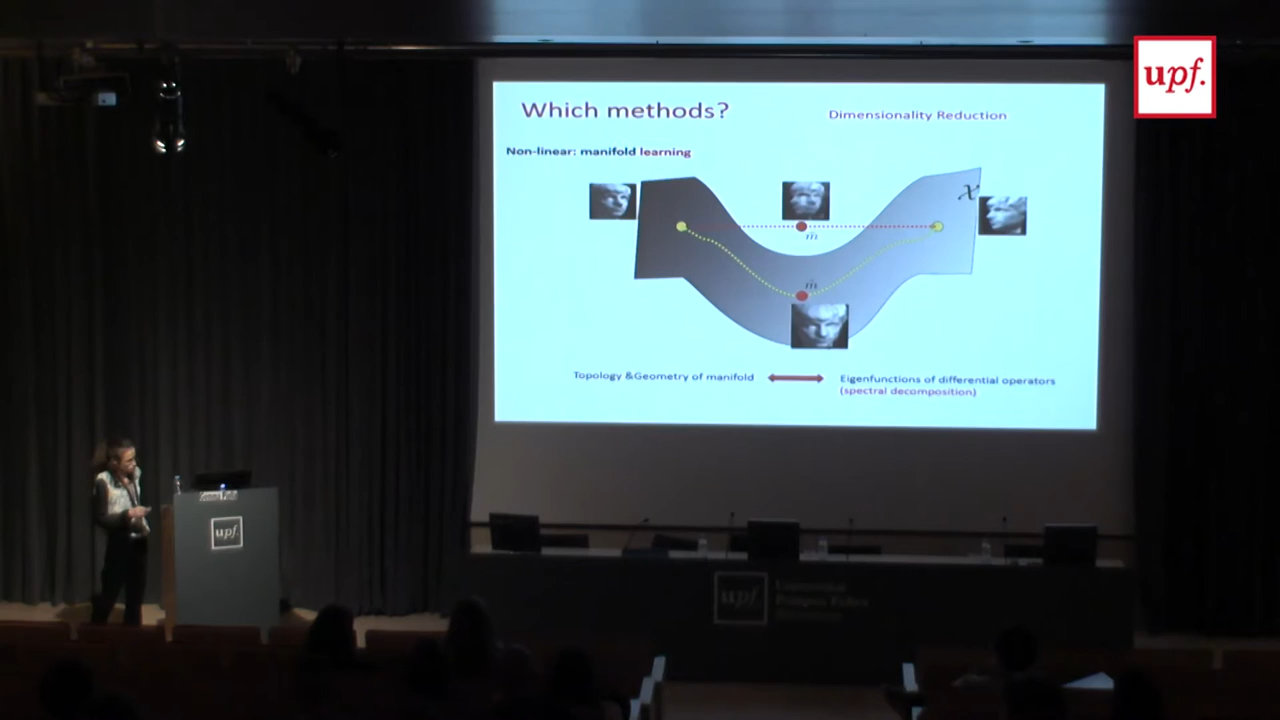 upf.
Which methods?
Dimensionality Reduction
Non-linear: manifold learning
𝒳
m̄
m̂
Topology &Geometry of manifold
Eigenfunctions of differential operators
(spectral decomposition)
upf.
upf.
Universitat
Pompeu Fabra